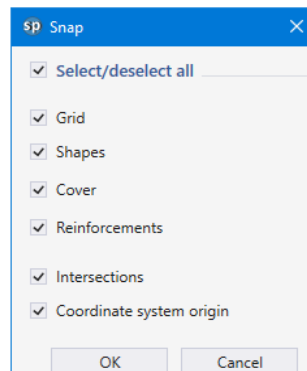 sp Snap
Select/deselect all
Grid
Shapes
Cover
Reinforcements
Intersections
Coordinate system origin
OK Cancel